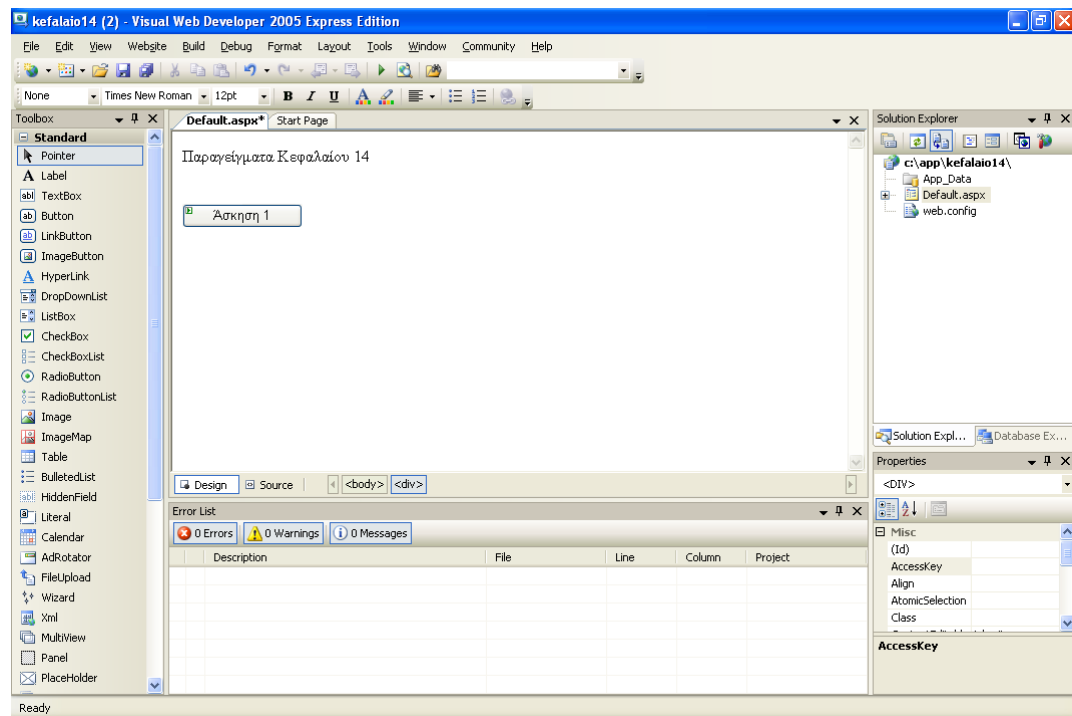 kefalaio14 (2) - Visual Web Developer 2005 Express Edition
File Edit View Website Build Debug Format Layout Tools Window Community Help
None Times New Roman 12pt B I U
Toolbox
Standard
Pointer
Label
TextBox
Button
LinkButton
ImageButton
HyperLink
DropDownList
ListBox
CheckBox
CheckBoxList
RadioButton
RadioButtonList
Image
ImageMap
Table
BulletedList
HiddenField
Literal
Calendar
AdRotator
FileUpload
Wizard
Xml
MultiView
Panel
PlaceHolder
Default.aspx* Start Page
Παραγείγματα Κεφαλαίου 14
Άσκηση 1
Design Source <body> <div>
Error List
0 Errors 0 Warnings 0 Messages
Description File Line Column Project
Solution Explorer
c:\app\kefalaio14\
App_Data
Default.aspx
web.config
Solution Expl... Database Ex...
Properties
<DIV>
Misc
(Id)
AccessKey
Align
AtomicSelection
Class
AccessKey
Ready